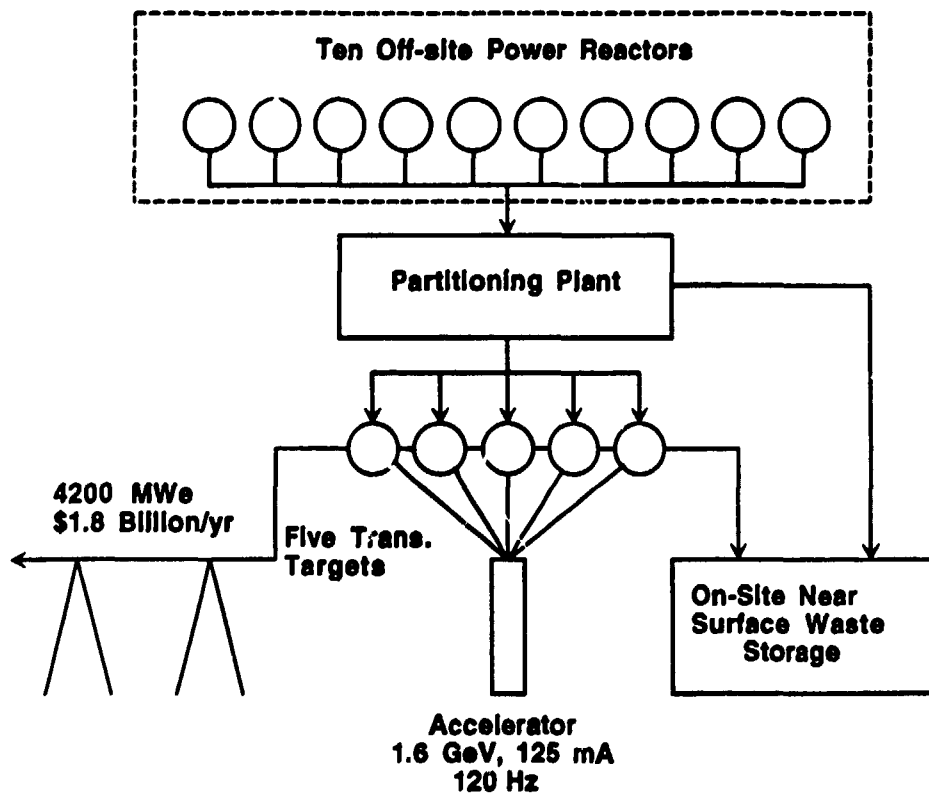 Ten Off-site Power Reactors
Partitioning Plant
4200 MWe
$1.8 Billion/yr
Five Trans.
Targets
On-Site Near
Surface Waste
Storage
Accelerator
1.6 GeV, 125 mA
120 Hz